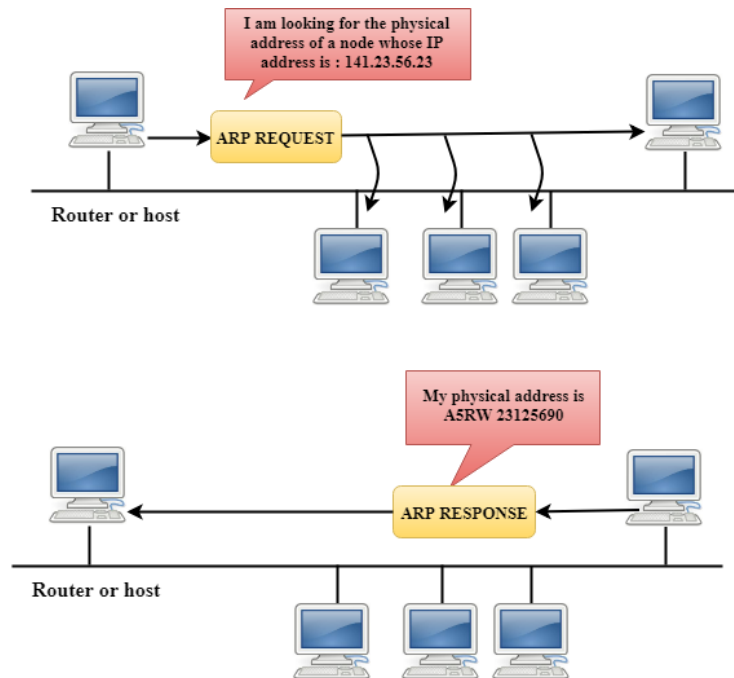 I am looking for the physical
address of a node whose IP
address is : 141.23.56.23
ARP REQUEST
Router or host
My physical address is
A5RW 23125690
ARP RESPONSE
Router or host